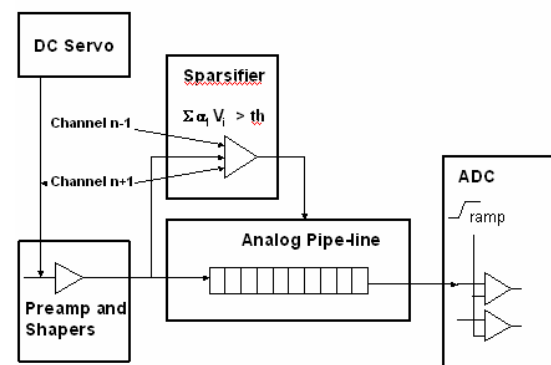 DC Servo
Sparsifier
Σ αi Vi > th
Channel n-1
Channel n+1
ADC
ramp
Analog Pipe-line
Preamp and
Shapers